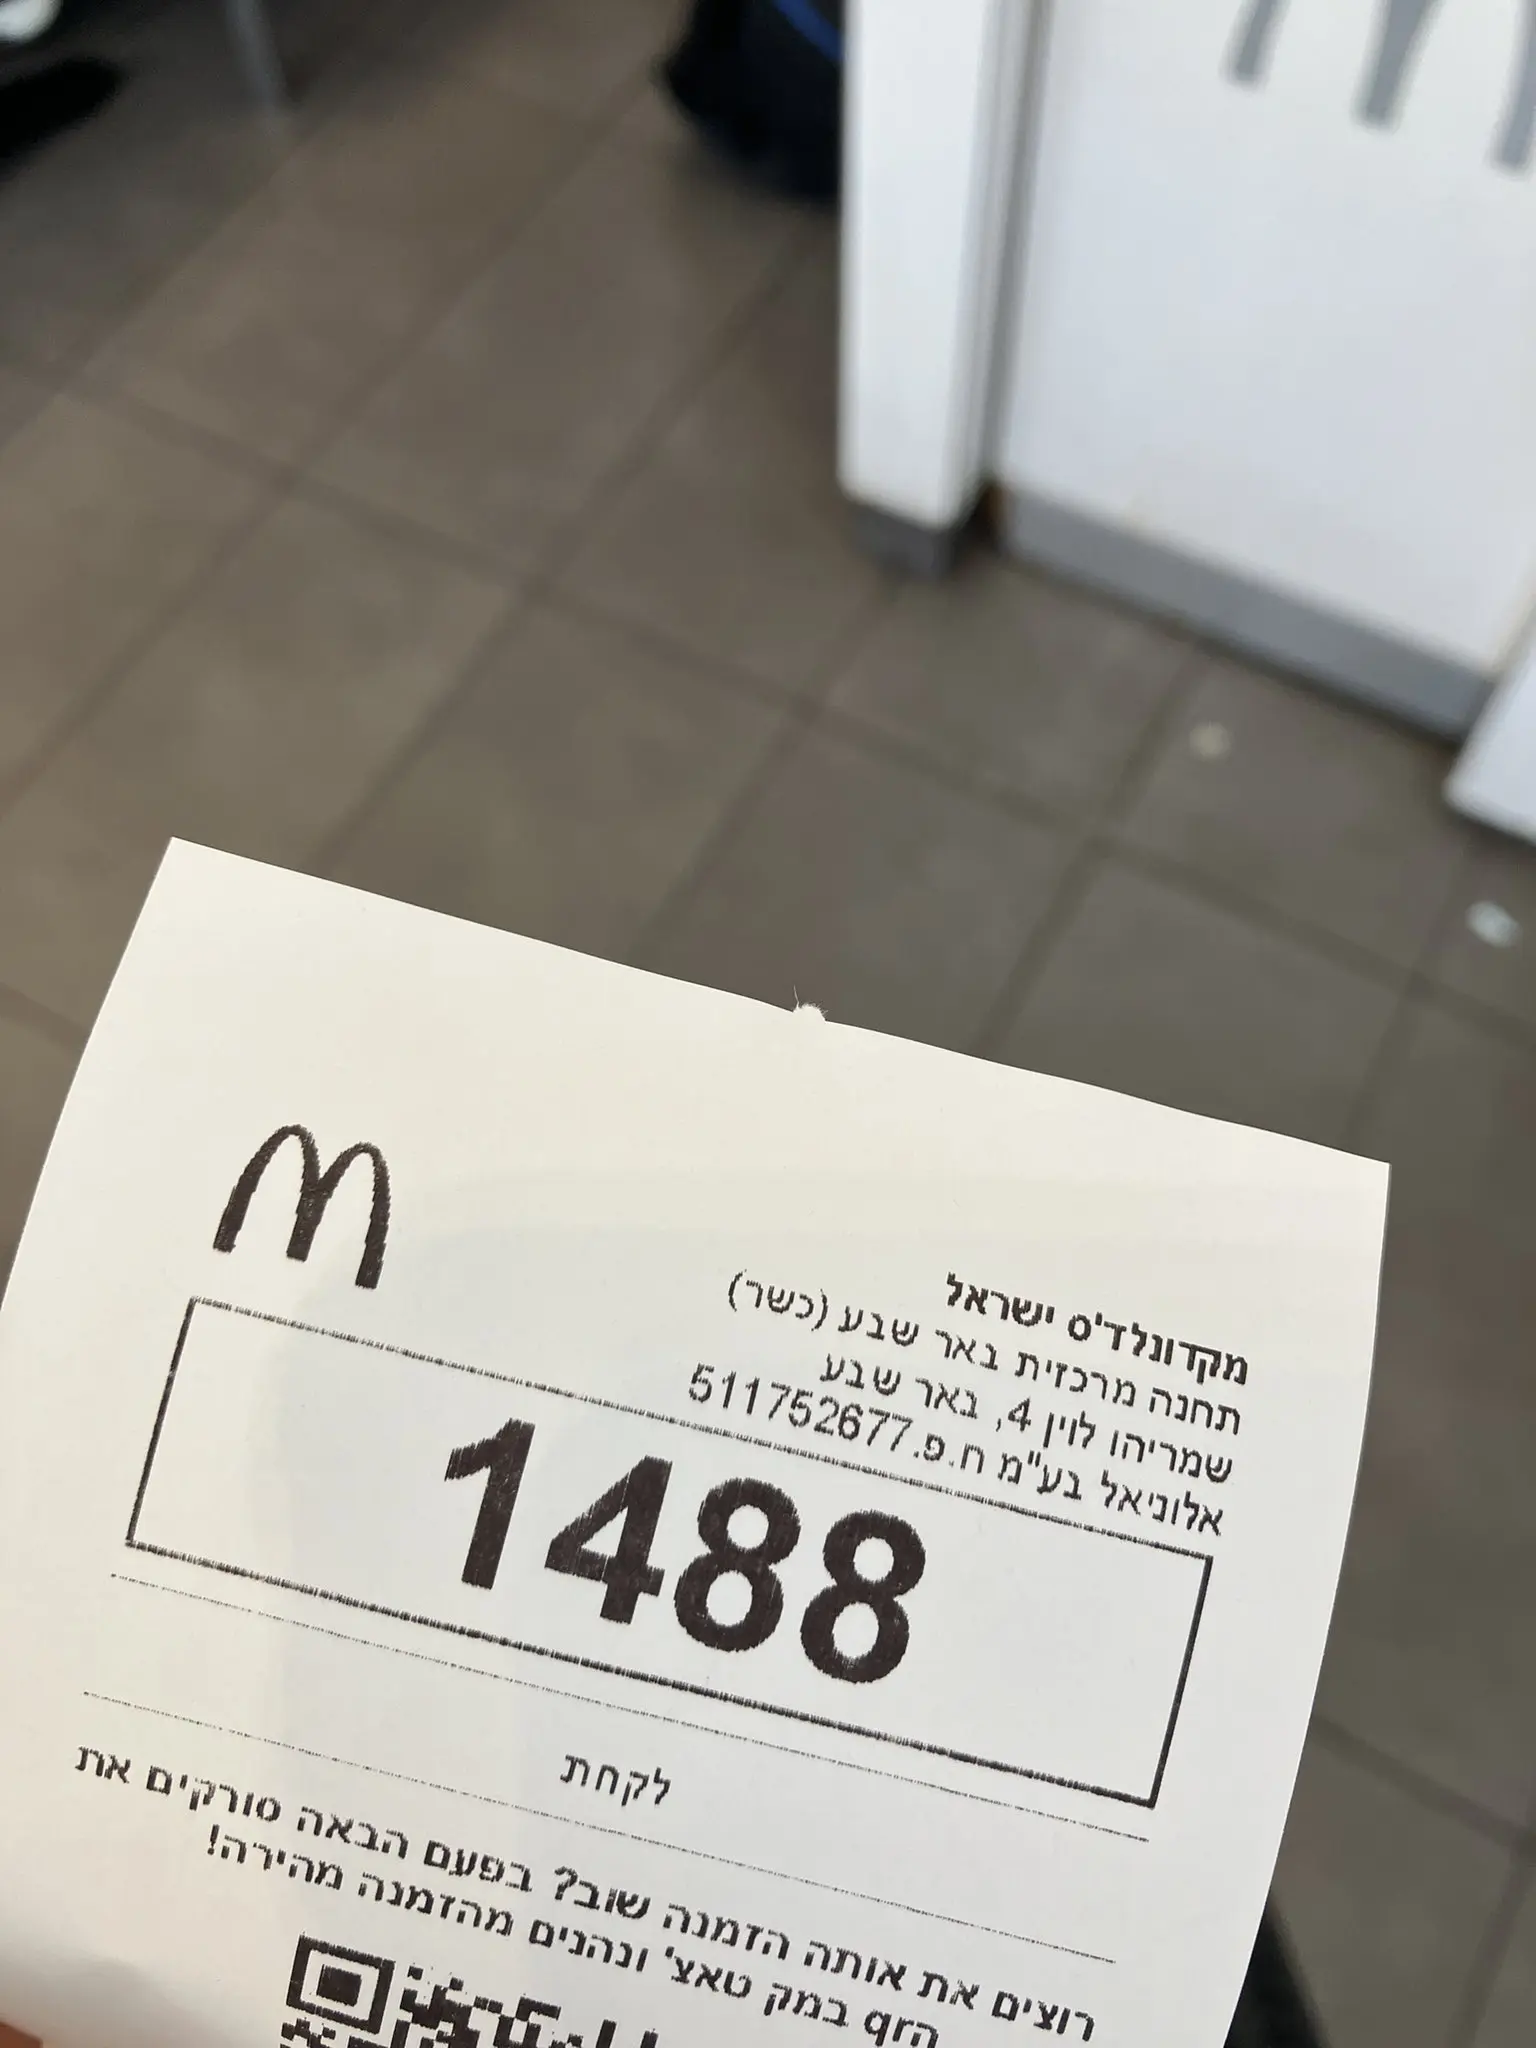 מקדונלד'ס ישראל
תחנה מרכזית באר שבע (כשר)
שמריהו לוין 4, באר שבע
אלוניאל בע"מ ח.פ.511752677
1488
לקחת
רוצים את אותה הזמנה שוב? בפעם הבאה סורקים את
הזף במק טאצ' ונהנים מהזמנה מהירה!